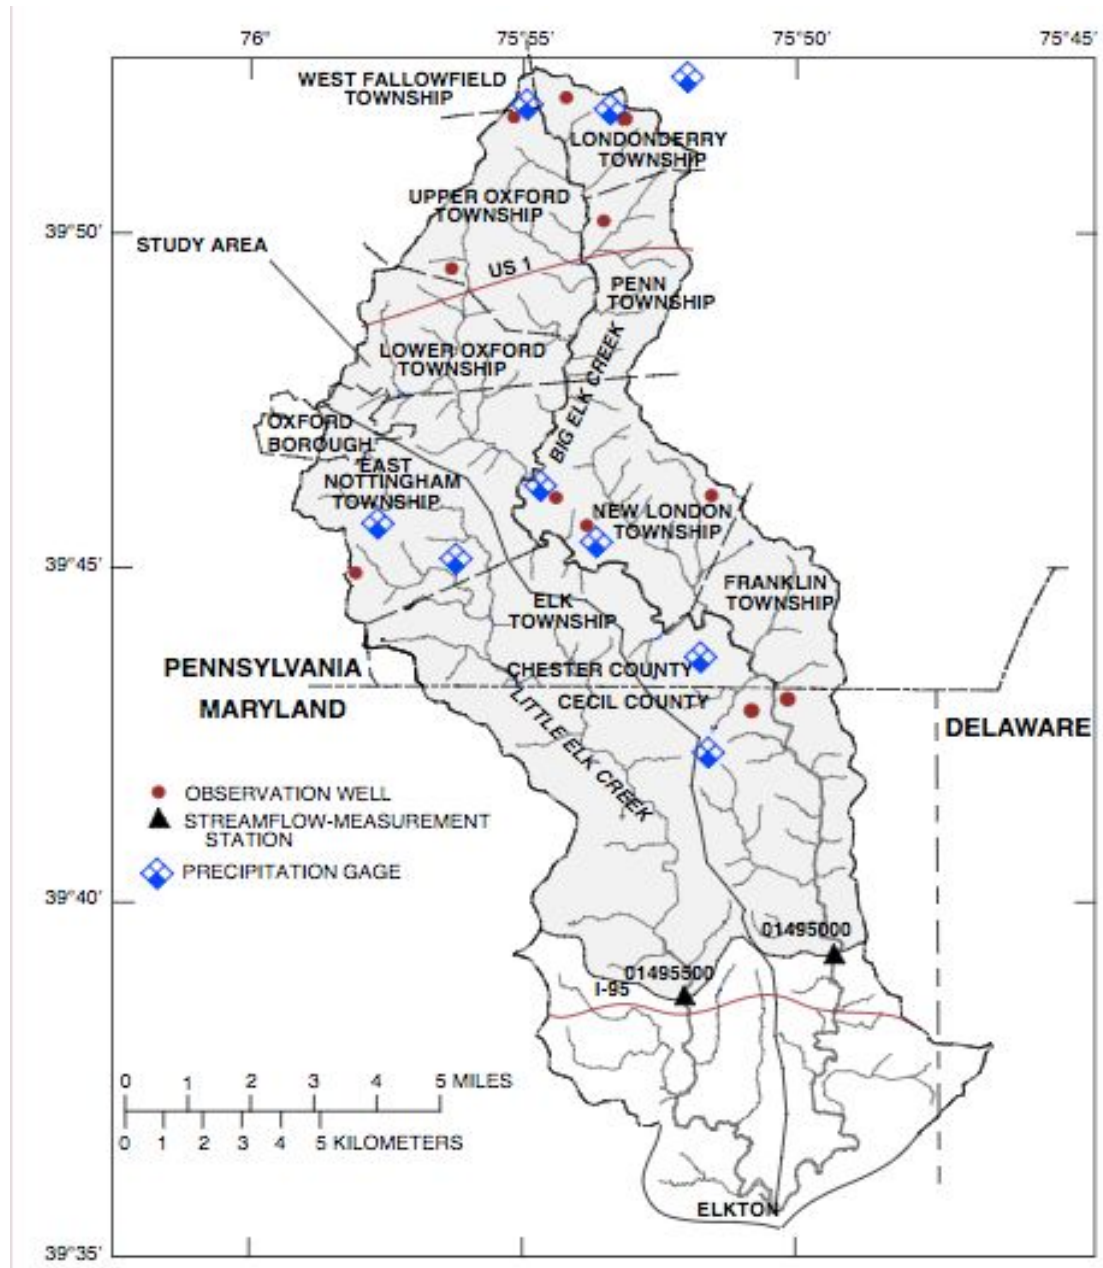 76°
75°55'
75°50'
75°45'
WEST FALLOWFIELD
TOWNSHIP
LONDONDERRY
TOWNSHIP
UPPER OXFORD
TOWNSHIP
39°50'
STUDY AREA
US 1
PENN
TOWNSHIP
LOWER OXFORD
TOWNSHIP
BIG ELK CREEK
OXFORD
BOROUGH
EAST
NOTTINGHAM
TOWNSHIP
NEW LONDON
TOWNSHIP
39°45'
FRANKLIN
TOWNSHIP
ELK
TOWNSHIP
PENNSYLVANIA
CHESTER COUNTY
MARYLAND
CECIL COUNTY
DELAWARE
LITTLE ELK CREEK
OBSERVATION WELL
STREAMFLOW-MEASUREMENT
STATION
PRECIPITATION GAGE
39°40'
01495000
01495500
I-95
0 1 2 3 4 5 MILES
0 1 2 3 4 5 KILOMETERS
ELKTON
39°35'